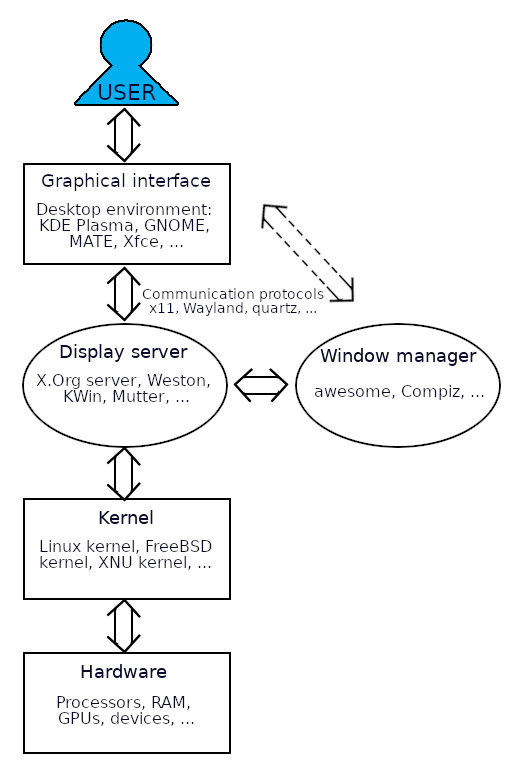 USER
Graphical interface
Desktop environment:
KDE Plasma, GNOME,
MATE, Xfce, ...
Communication protocols
x11, Wayland, quartz, ...
Display server
X.Org server, Weston,
KWin, Mutter, ...
Window manager
awesome, Compiz, ...
Kernel
Linux kernel, FreeBSD
kernel, XNU kernel, ...
Hardware
Processors, RAM,
GPUs, devices, ...